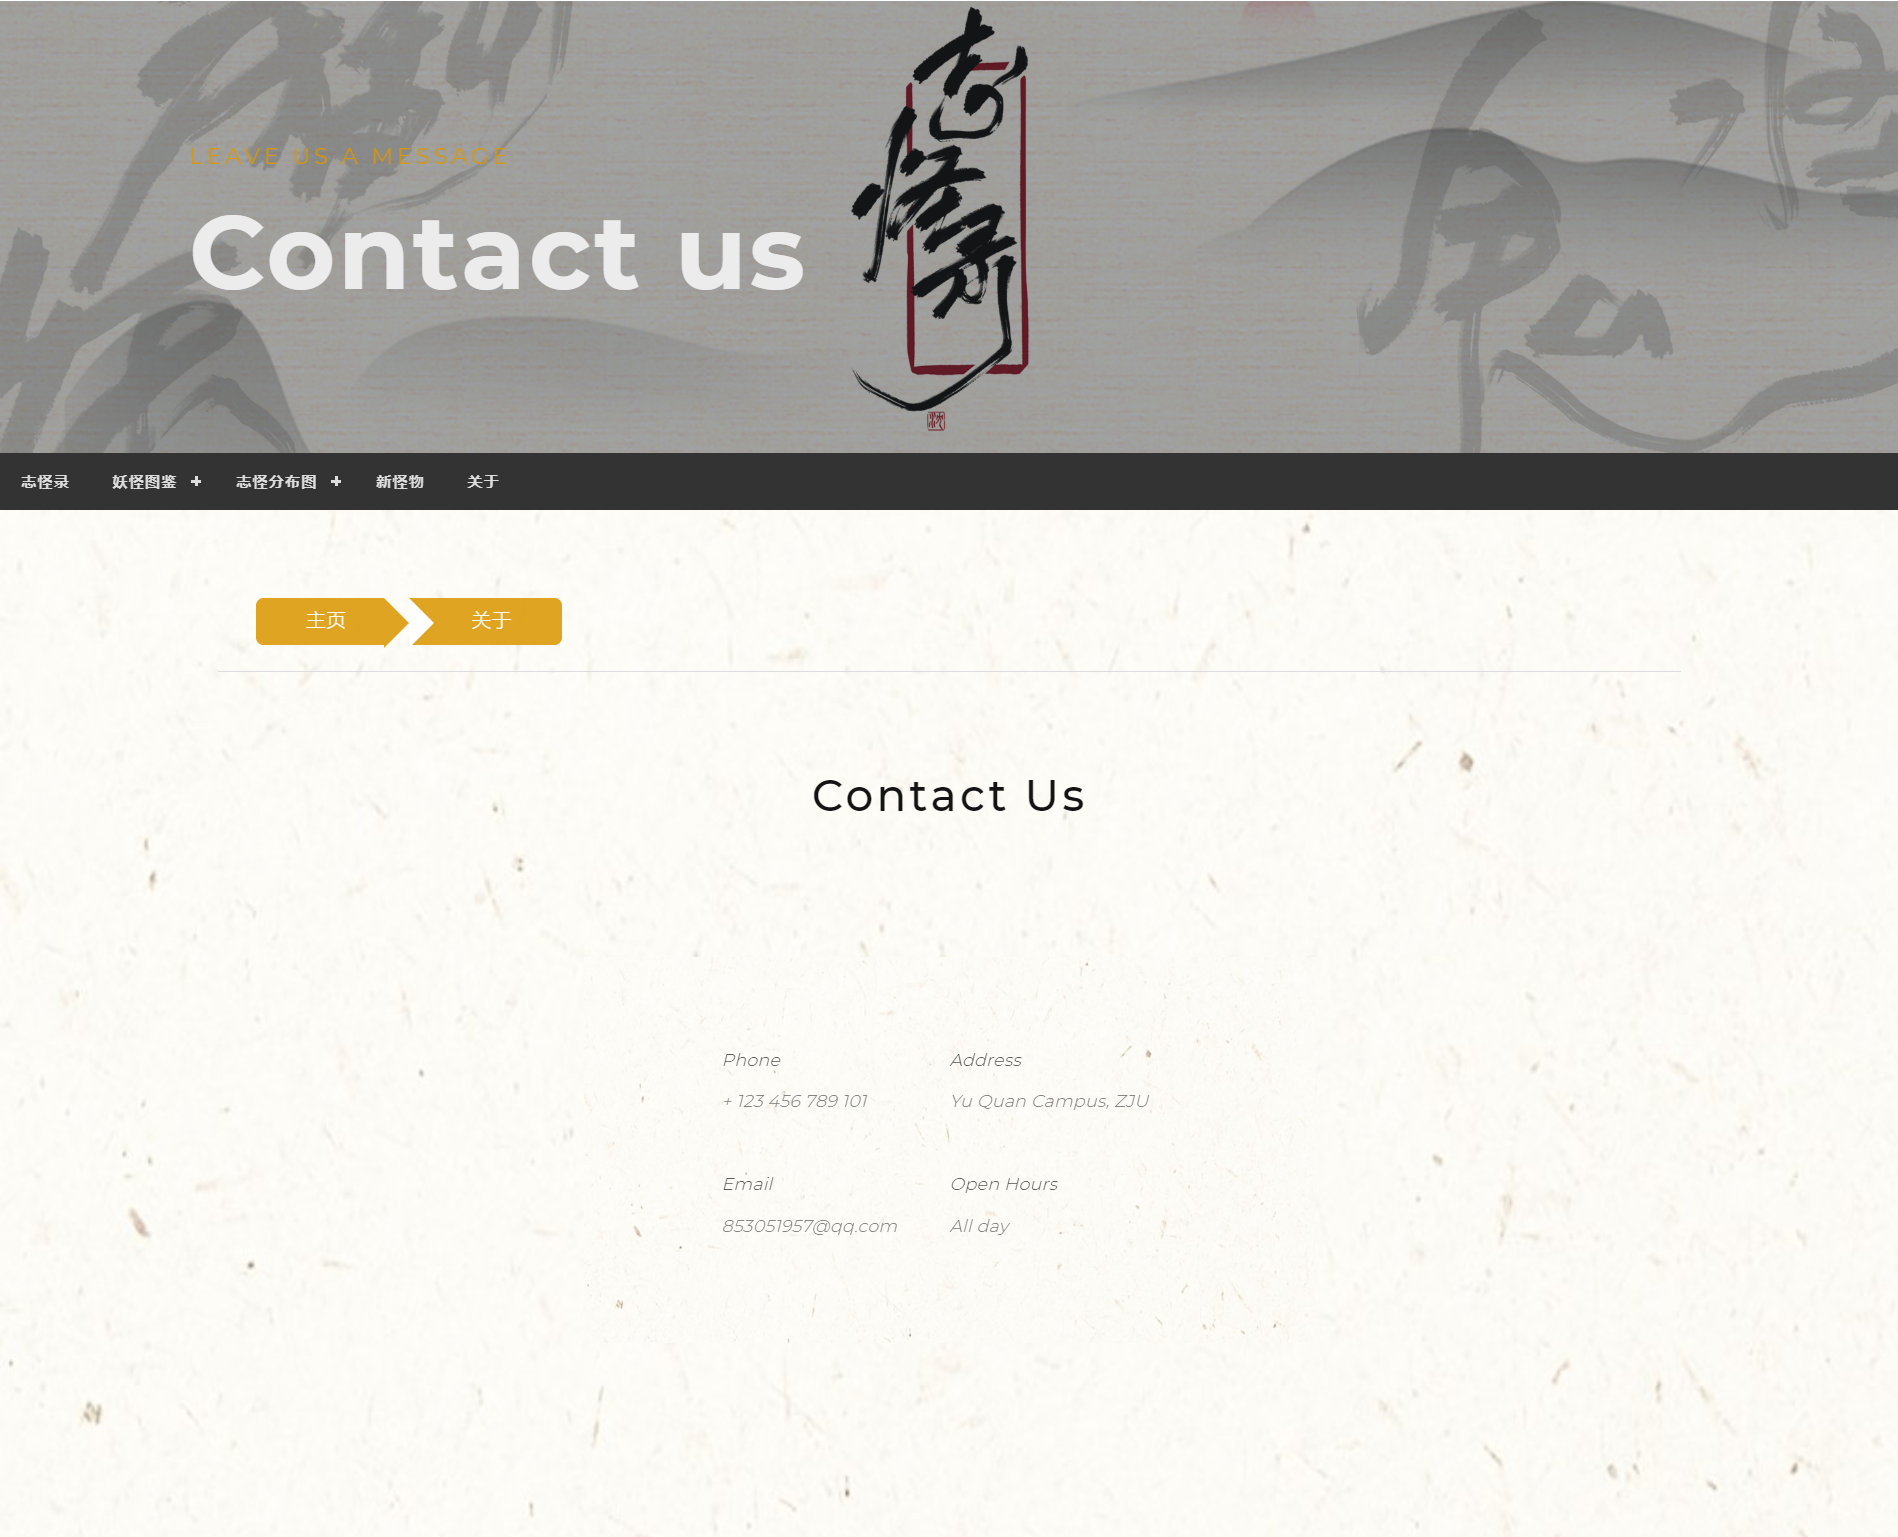 LEAVE US A MESSAGE
Contact us
志怪录
志怪录
妖怪图鉴
志怪分布图
新怪物
关于
主页
关于
Contact Us
Phone
+ 123 456 789 101
Address
Yu Quan Campus, ZJU
Email
853051957@qq.com
Open Hours
All day